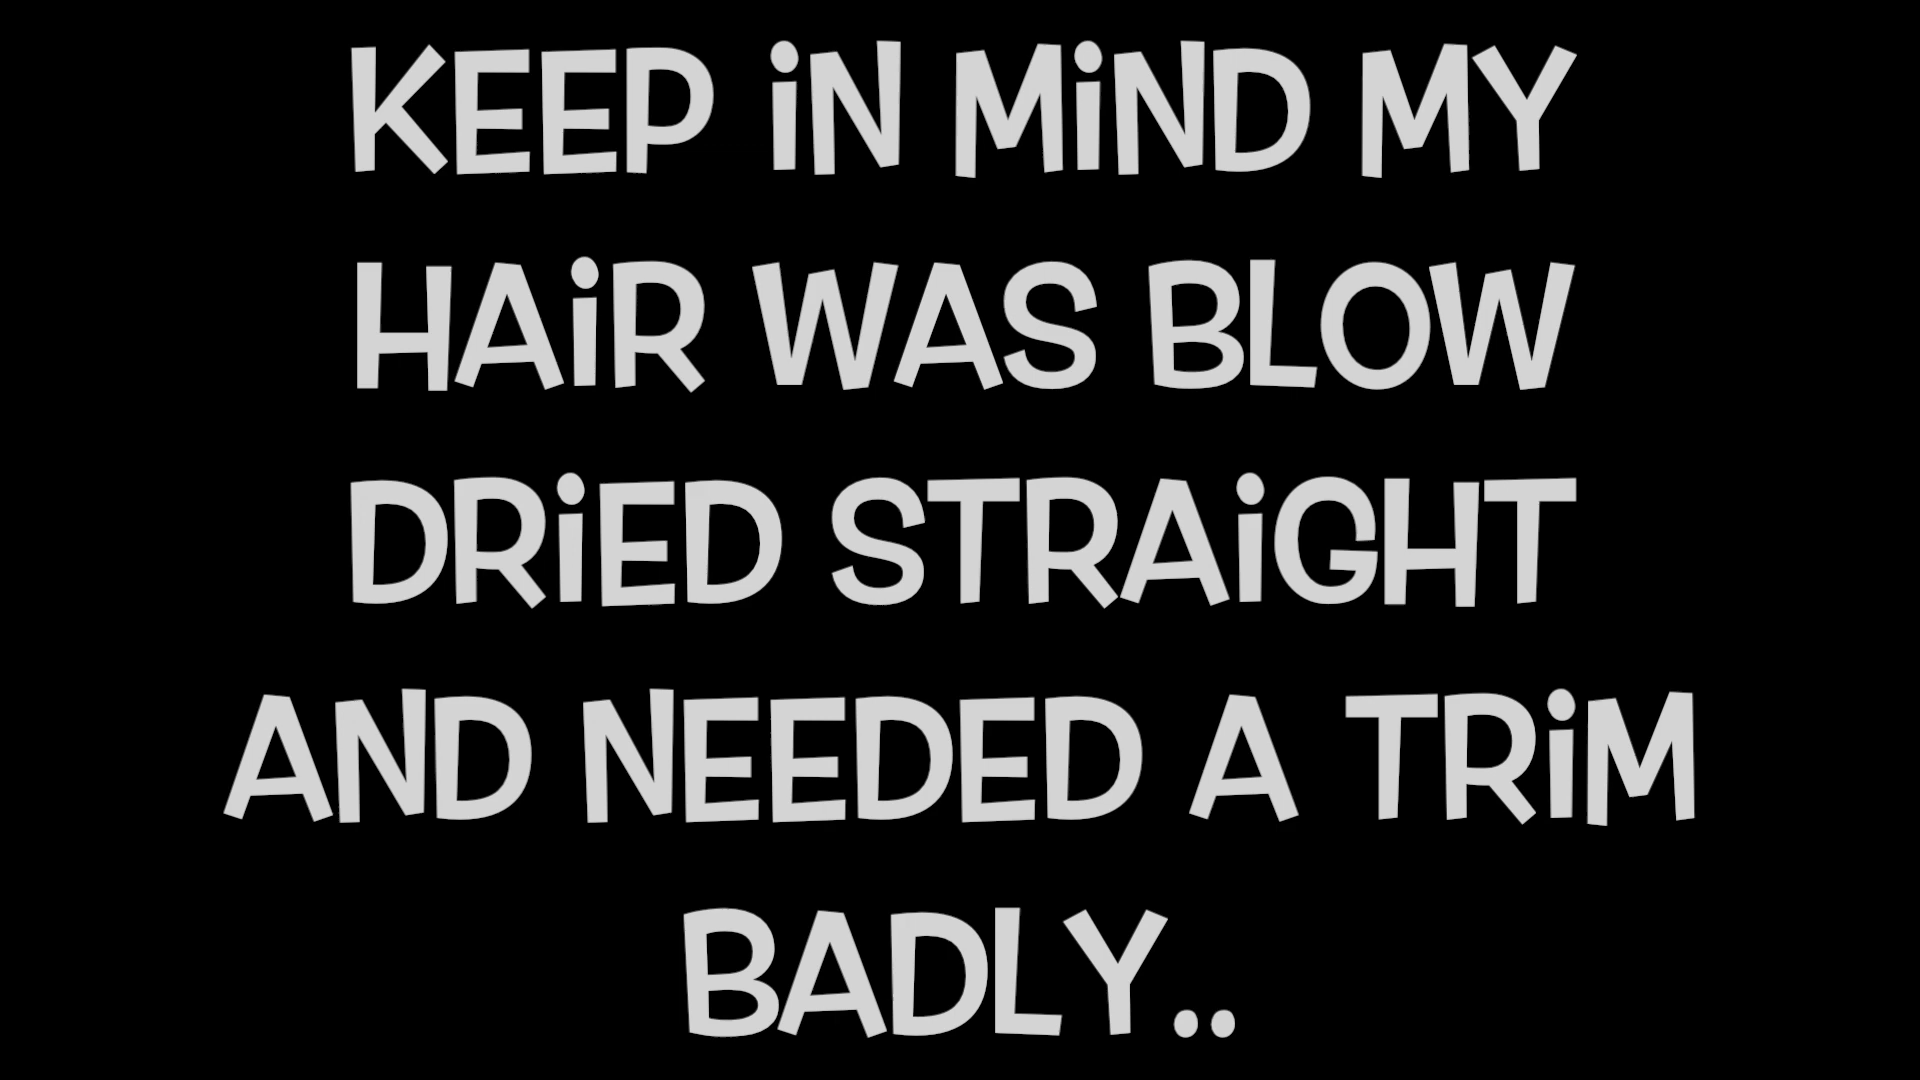 KEEP iN MiND MY
HAiR WAS BLOW
DRiED STRAiGHT
AND NEEDED A TRiM
BADLY..